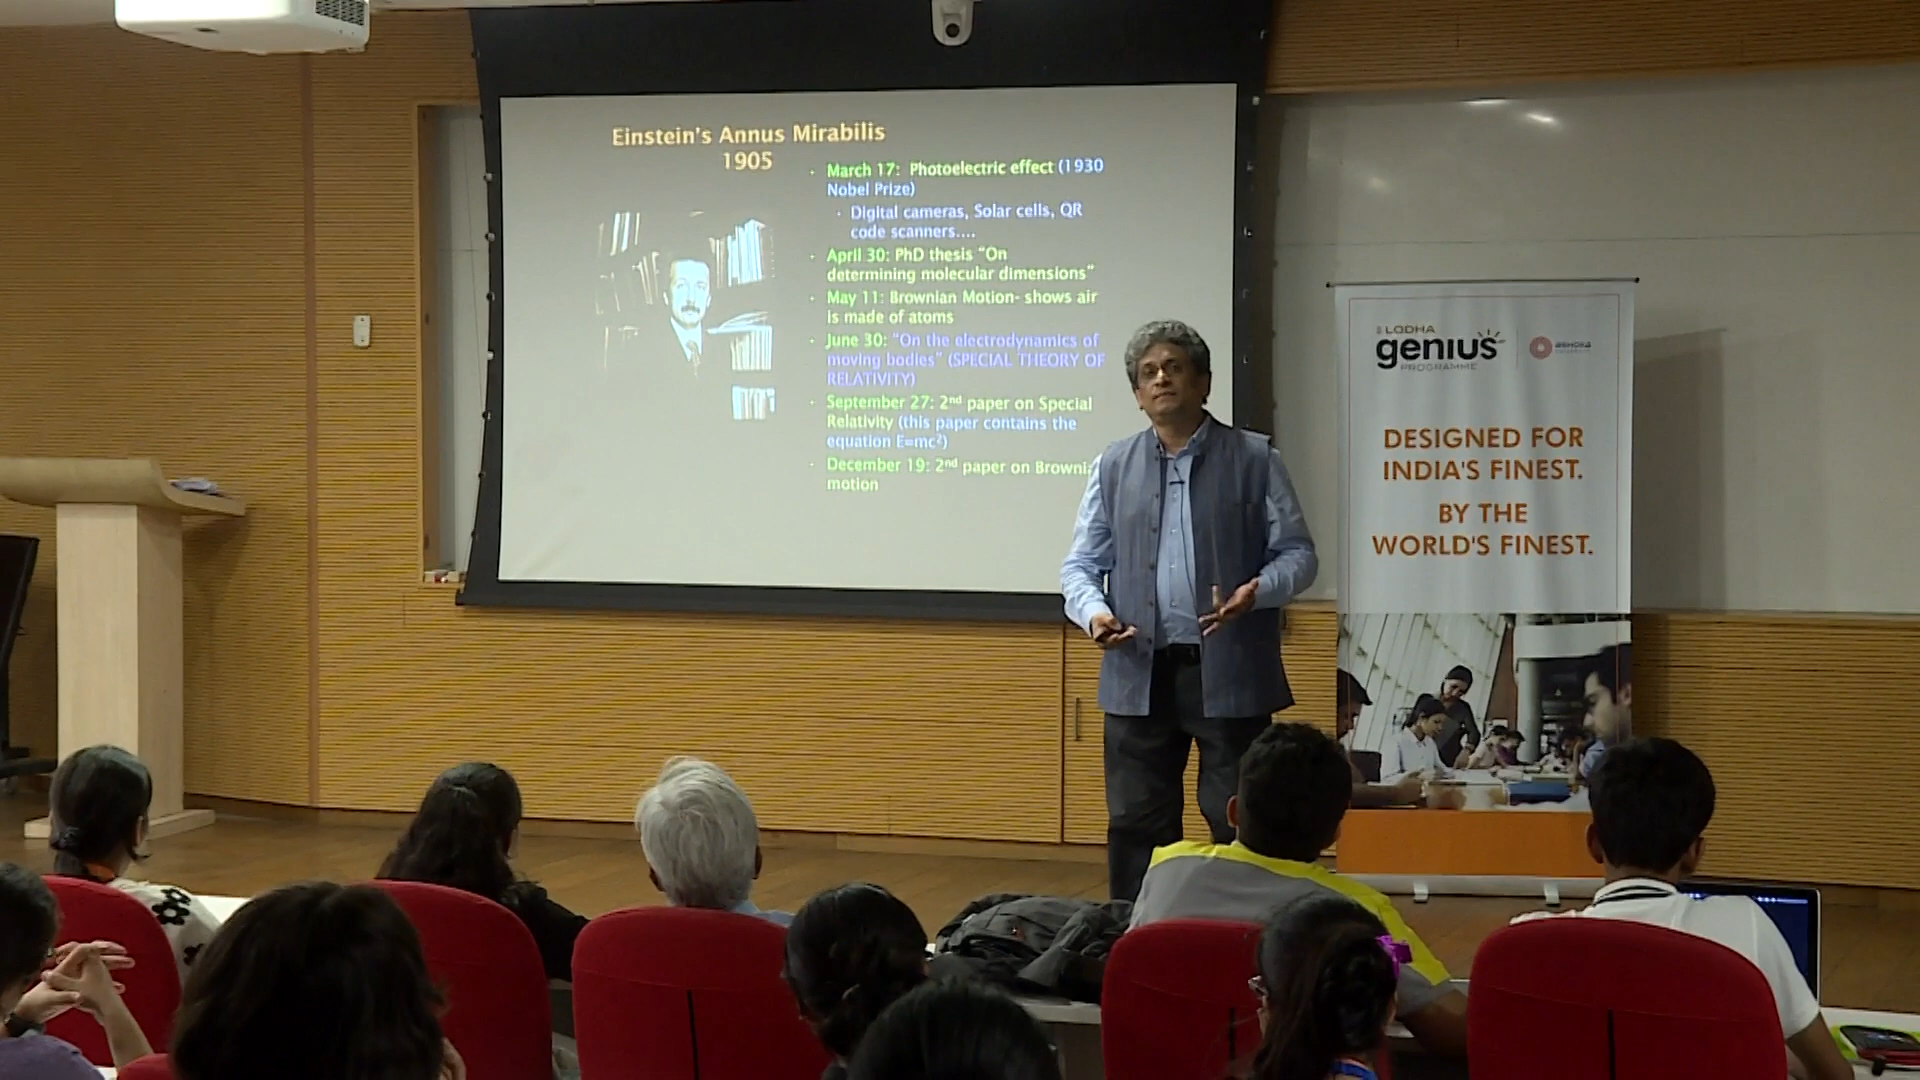 Einstein's Annus Mirabilis
1905
· March 17: Photoelectric effect (1930
Nobel Prize)
· Digital cameras, Solar cells, QR
code scanners....
· April 30: PhD thesis "On
determining molecular dimensions"
· May 11: Brownian Motion- shows air
is made of atoms
· June 30: "On the electrodynamics of
moving bodies" (SPECIAL THEORY OF
RELATIVITY)
· September 27: 2nd paper on Special
Relativity (this paper contains the
equation E=mc²)
· December 19: 2nd paper on Browni
motion
LODHA
genius
PROGRAMME
ASHOKA
DESIGNED FOR
INDIA'S FINEST.
BY THE
WORLD'S FINEST.